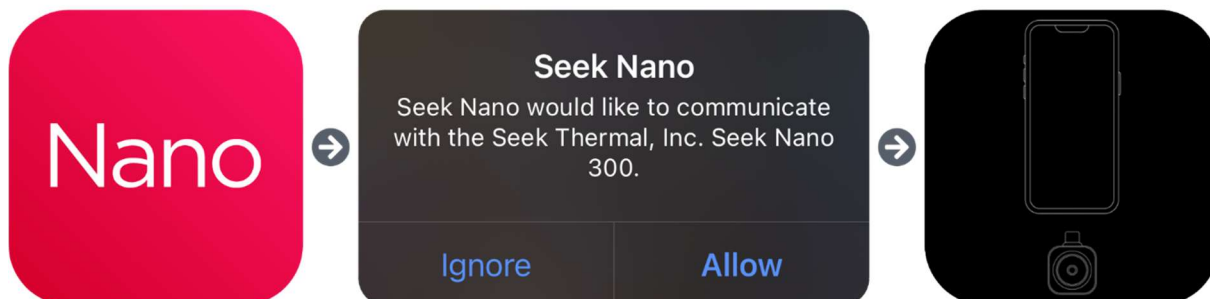 Nano
Seek Nano
Seek Nano would like to communicate
with the Seek Thermal, Inc. Seek Nano
300.
Ignore
Allow